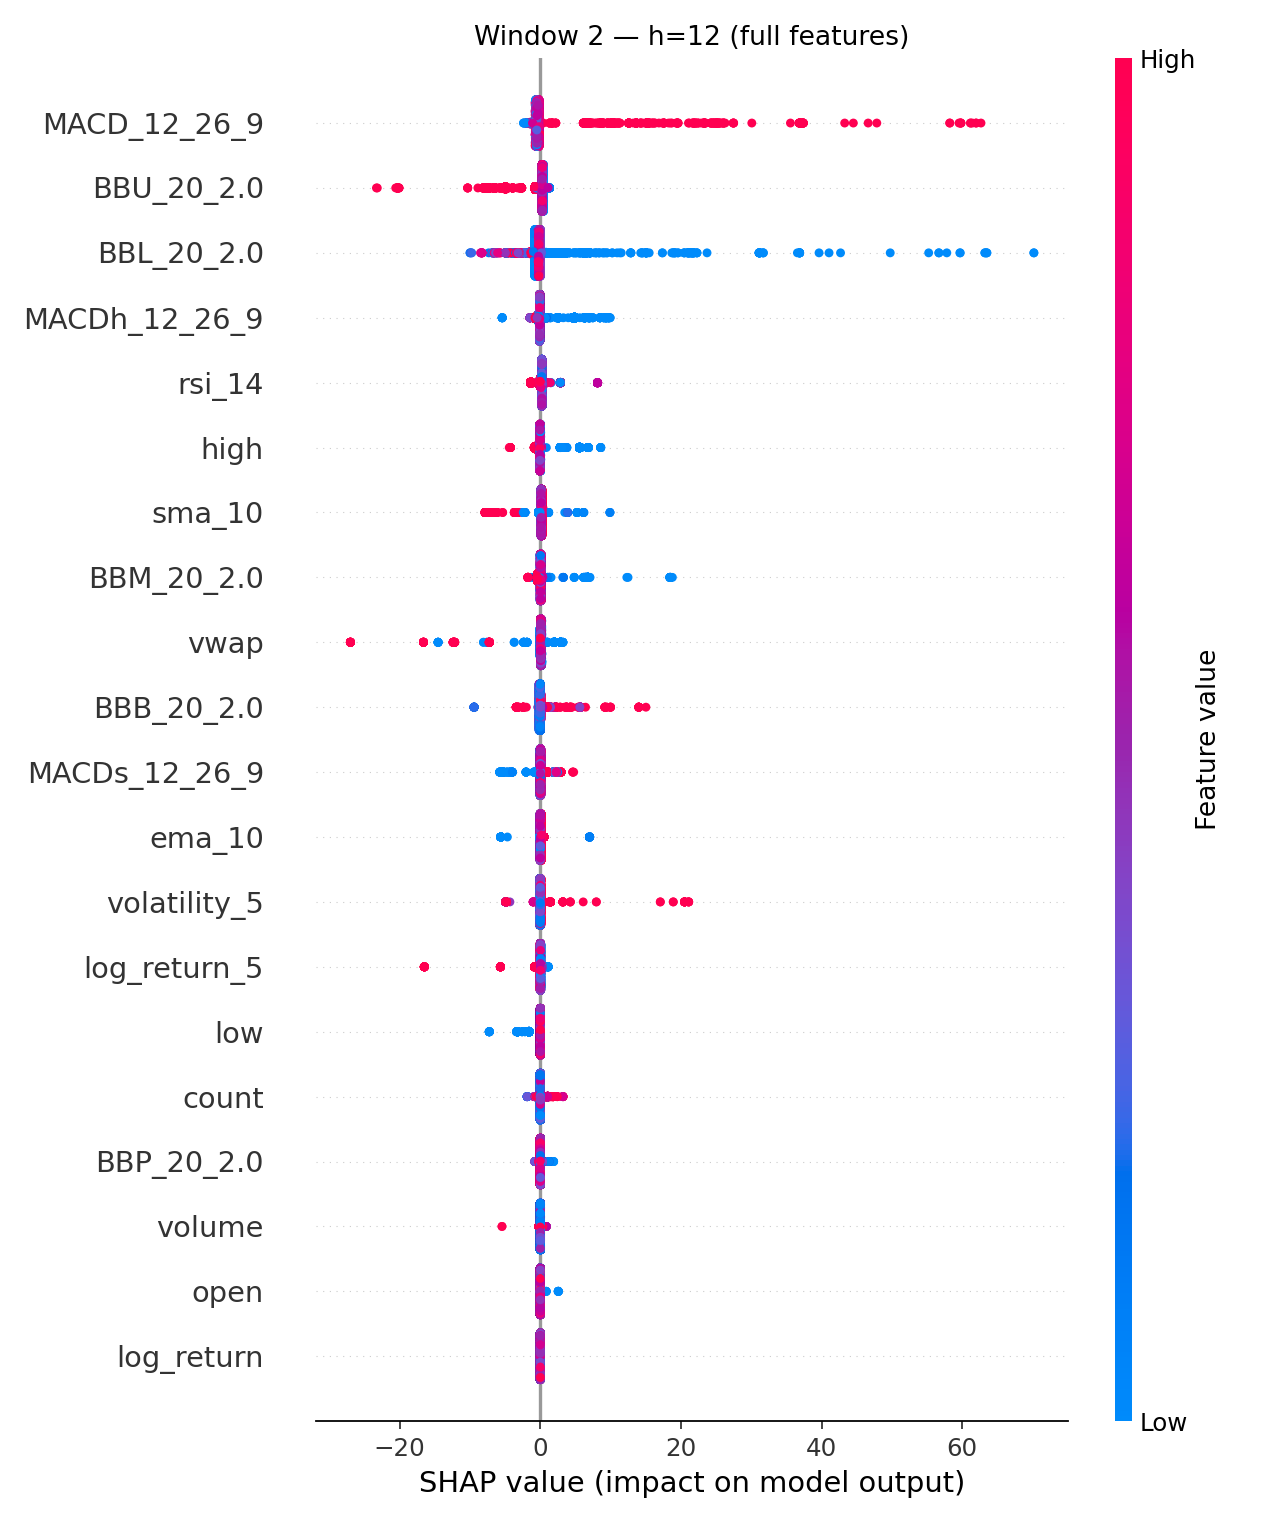 Window 2 — h=12 (full features)
High
MACD_12_26_9
BBU_20_2.0
BBL_20_2.0
MACDh_12_26_9
rsi_14
high
sma_10
BBM_20_2.0
vwap
BBB_20_2.0
MACDs_12_26_9
ema_10
volatility_5
log_return_5
low
count
BBP_20_2.0
volume
open
log_return
Feature value
Low
−20 0 20 40 60
SHAP value (impact on model output)